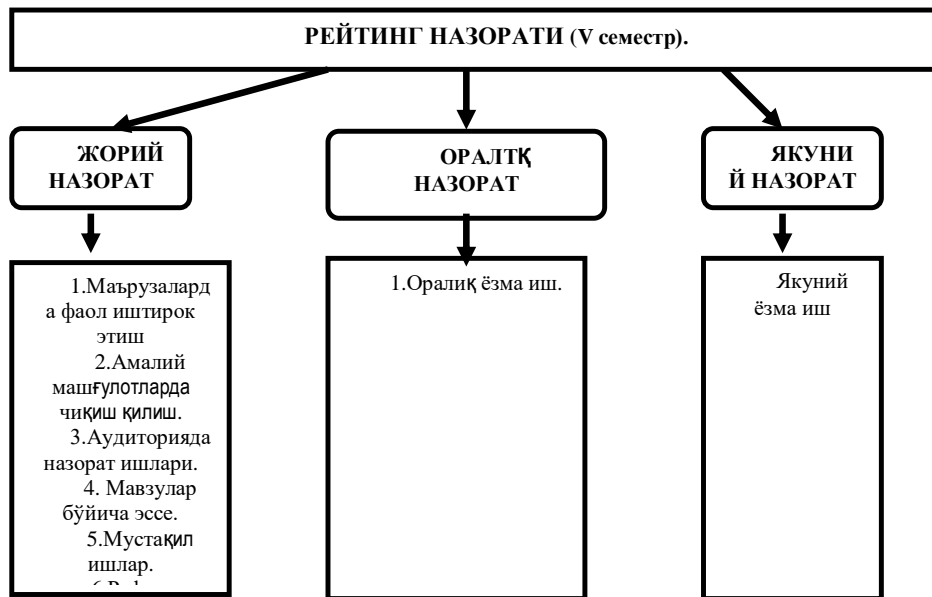 РЕЙТИНГ НАЗОРАТИ (V семестр).
ЖОРИЙ
НАЗОРАТ
ОРАЛТҚ
НАЗОРАТ
ЯКУНИ
Й НАЗОРАТ
1.Маърузалард
а фаол иштирок
этиш
2.Амалий
машғулотларда
чиқиш қилиш.
3.Аудиторияда
назорат ишлари.
4. Мавзулар
бўйича эссе.
5.Мустақил
ишлар.
1.Оралиқ ёзма иш.
Якуний
ёзма иш